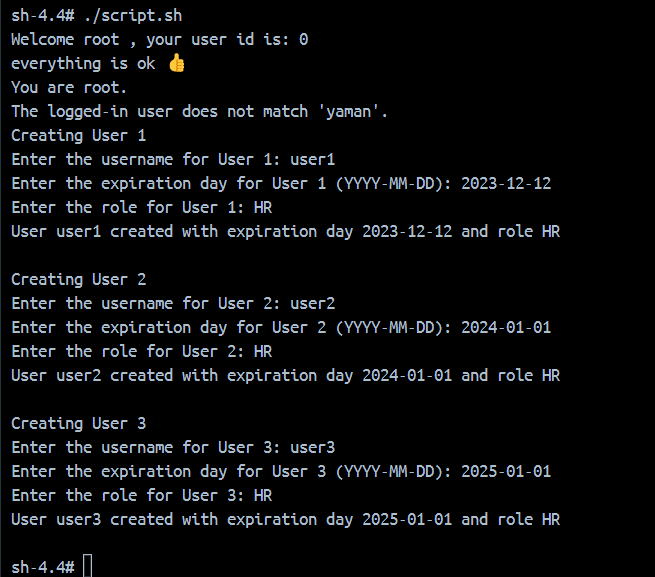 sh-4.4# ./script.sh
Welcome root , your user id is: 0
everything is ok 👍
You are root.
The logged-in user does not match 'yaman'.
Creating User 1
Enter the username for User 1: user1
Enter the expiration day for User 1 (YYYY-MM-DD): 2023-12-12
Enter the role for User 1: HR
User user1 created with expiration day 2023-12-12 and role HR

Creating User 2
Enter the username for User 2: user2
Enter the expiration day for User 2 (YYYY-MM-DD): 2024-01-01
Enter the role for User 2: HR
User user2 created with expiration day 2024-01-01 and role HR

Creating User 3
Enter the username for User 3: user3
Enter the expiration day for User 3 (YYYY-MM-DD): 2025-01-01
Enter the role for User 3: HR
User user3 created with expiration day 2025-01-01 and role HR

sh-4.4#